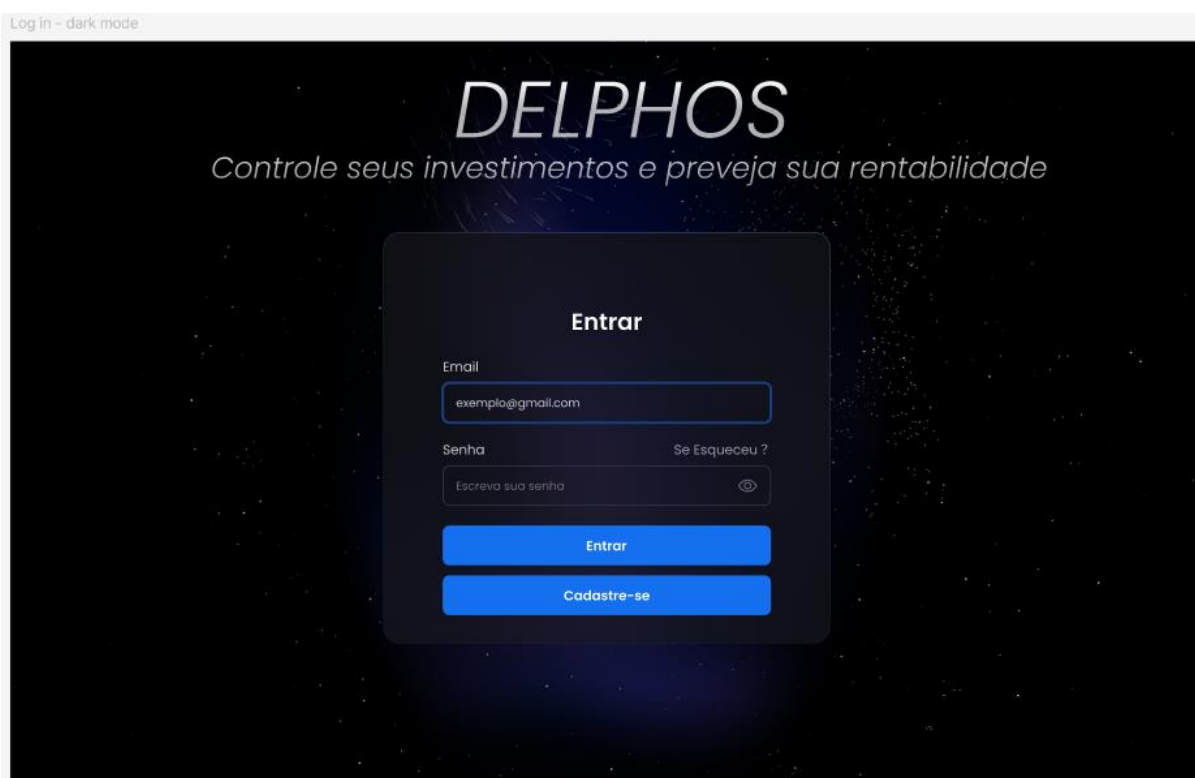 Log in - dark mode
DELPHOS
Controle seus investimentos e preveja sua rentabilidade
Entrar
Email
exemplo@gmail.com
Senha Se Esqueceu ?
Escreva sua senha
Entrar
Cadastre-se